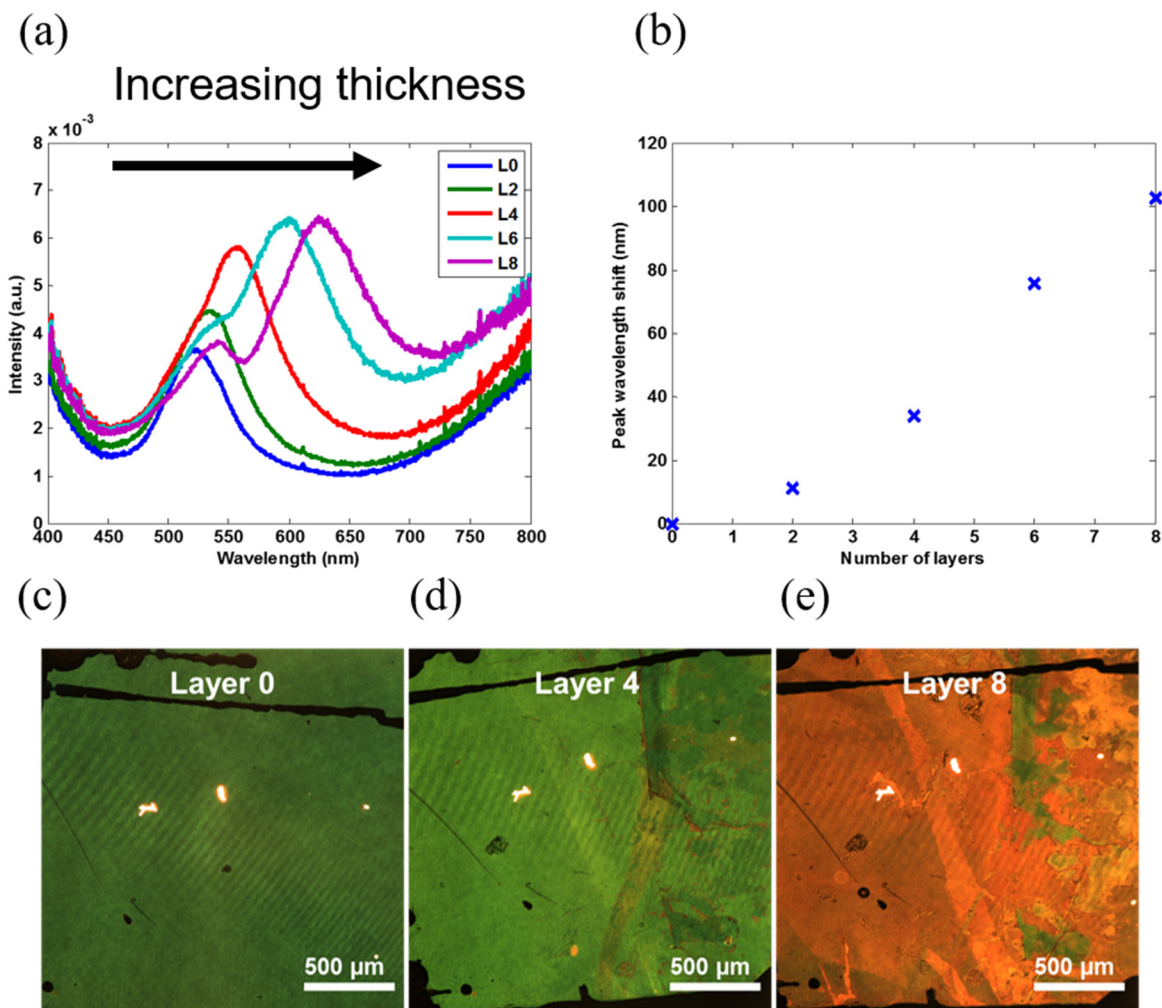 (a)
(b)
Increasing thickness
x 10⁻³
8
7
6
5
4
3
2
1
0
Intensity (a.u.)
L0
L2
L4
L6
L8
400 450 500 550 600 650 700 750 800
Wavelength (nm)
120
100
80
60
40
20
0
Peak wavelength shift (nm)
0 1 2 3 4 5 6 7 8
Number of layers
(c)
(d)
(e)
Layer 0
500 µm
Layer 4
500 µm
Layer 8
500 µm